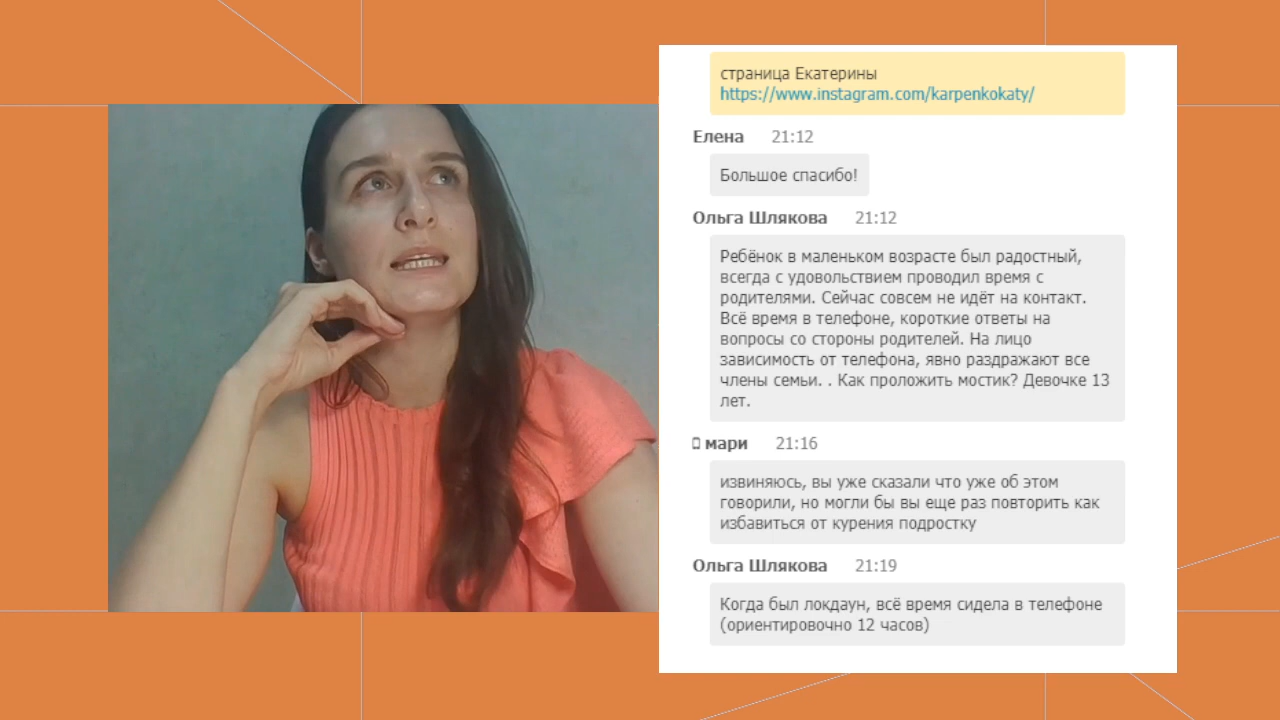 страница Екатерины
https://www.instagram.com/karpenkokaty/
Елена 21:12
Большое спасибо!
Ольга Шлякова 21:12
Ребёнок в маленьком возрасте был радостный,
всегда с удовольствием проводил время с
родителями. Сейчас совсем не идёт на контакт.
Всё время в телефоне, короткие ответы на
вопросы со стороны родителей. На лицо
зависимость от телефона, явно раздражают все
члены семьи. . Как проложить мостик? Девочке 13
лет.
мари 21:16
извиняюсь, вы уже сказали что уже об этом
говорили, но могли бы вы еще раз повторить как
избавиться от курения подростку
Ольга Шлякова 21:19
Когда был локдаун, всё время сидела в телефоне
(ориентировочно 12 часов)